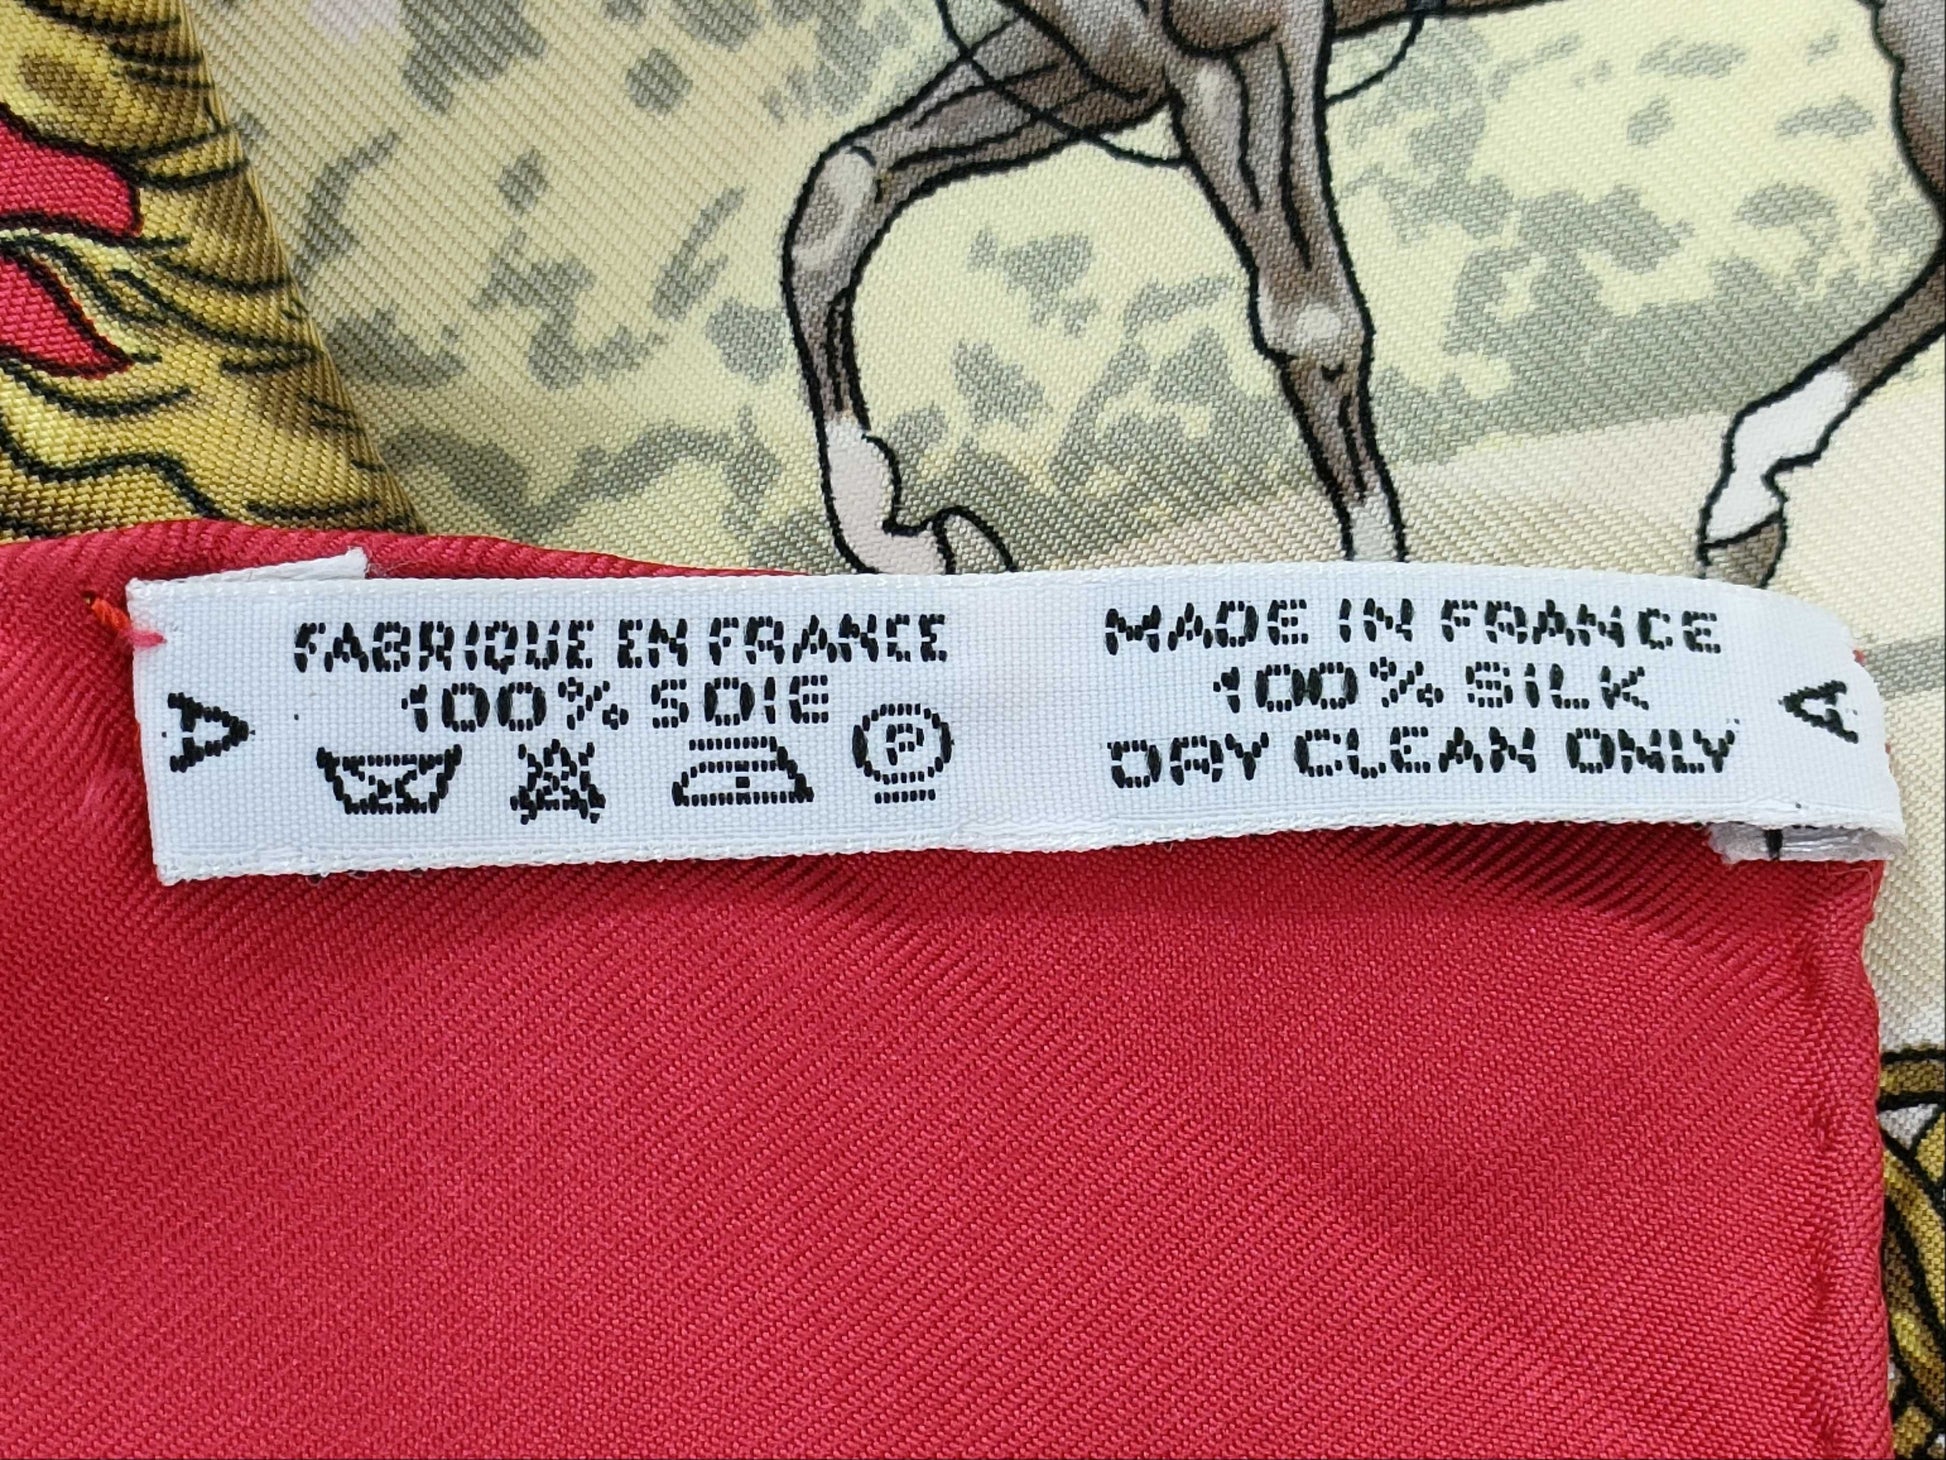 FABRIQUE EN FRANCE
100% SOIE
P
MADE IN FRANCE
100% SILK
DRY CLEAN ONLY
A
A